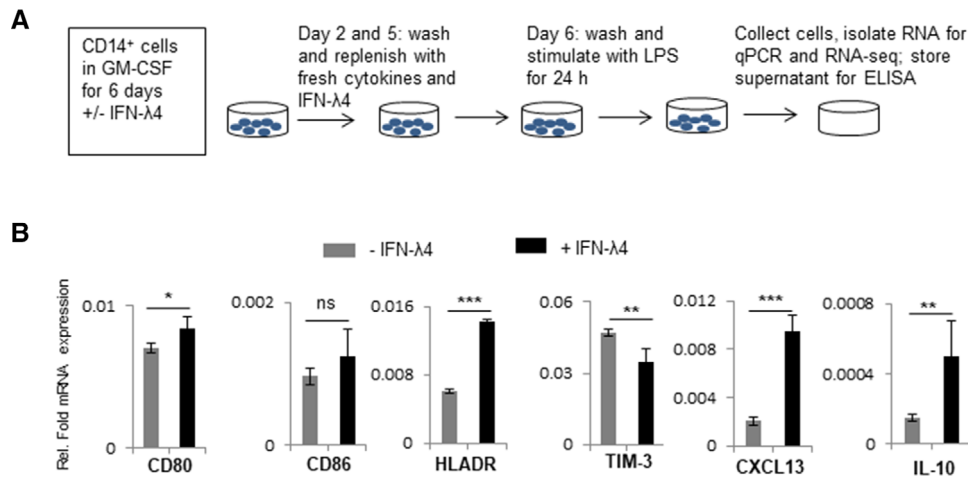 A
CD14⁺ cells
in GM-CSF
for 6 days
+/- IFN-λ4
Day 2 and 5: wash
and replenish with
fresh cytokines and
IFN-λ4
Day 6: wash and
stimulate with LPS
for 24 h
Collect cells, isolate RNA for
qPCR and RNA-seq; store
supernatant for ELISA
B
- IFN-λ4
+ IFN-λ4
Rel. Fold mRNA expression
0.01
*
0
CD80
0.002
ns
0
CD86
0.016
***
0.008
0
HLADR
0.06
**
0.03
0
TIM-3
0.012
***
0.008
0.004
0
CXCL13
0.0008
**
0.0004
0
IL-10